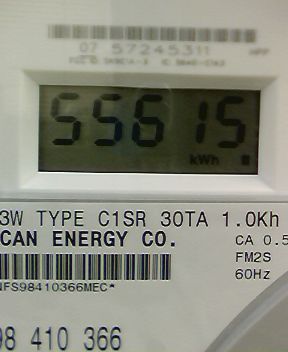 07 57245311
55615
kWh
3W TYPE C1SR 30TA 1.0Kh
CAN ENERGY CO. CA 0.5
FM2S
60Hz
NFS98410366MEC*
98 410 366